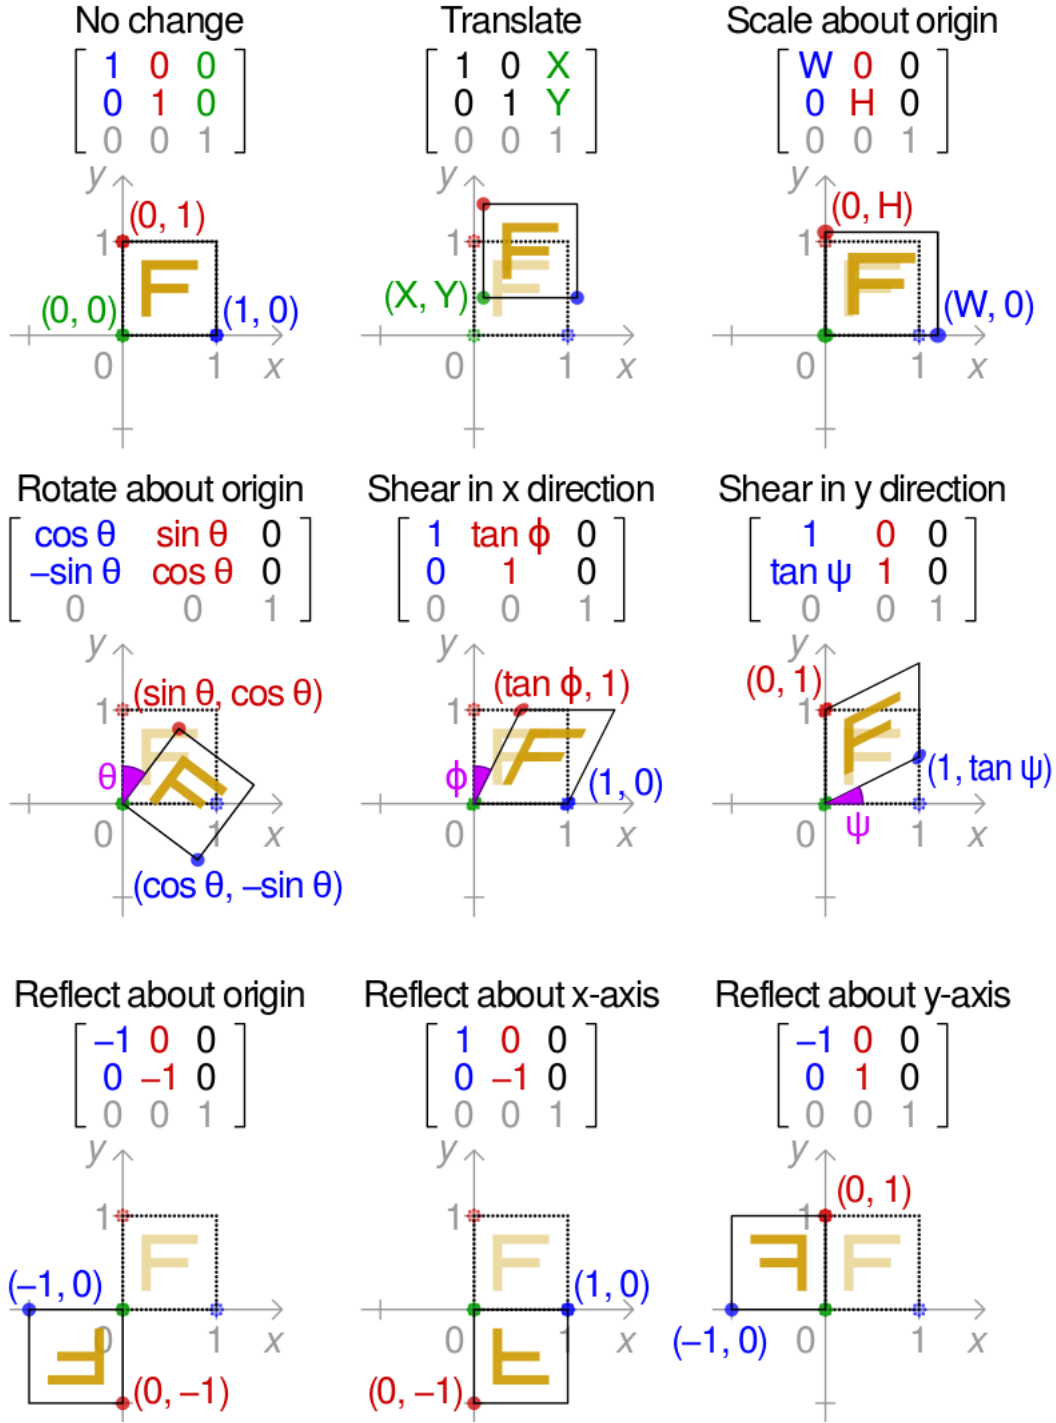 No change Translate Scale about origin
1 0 0 1 0 X W 0 0
0 1 0 0 1 Y 0 H 0
0 0 1 0 0 1 0 0 1
y y y
(0, 1) (0, H)
1 1 1
(0, 0) (1, 0) (X, Y) (W, 0)
0 1 x 0 1 x 0 1 x
F F F F F
Rotate about origin Shear in x direction Shear in y direction
cos θ sin θ 0 1 tan ϕ 0 1 0 0
–sin θ cos θ 0 0 1 0 tan ψ 1 0
0 0 1 0 0 1 0 0 1
y y y
(sin θ, cos θ) (tan ϕ, 1) (0, 1)
1 1 1
F F F F F F
θ ϕ (1, 0) (1, tan ψ)
0 1 x 0 1 x 0 ψ 1 x
(cos θ, –sin θ)
Reflect about origin Reflect about x-axis Reflect about y-axis
–1 0 0 1 0 0 –1 0 0
0 –1 0 0 –1 0 0 1 0
0 0 1 0 0 1 0 0 1
y y y
1 1 1 (0, 1)
F F F F
(–1, 0) (1, 0)
0 1 x 0 1 x (–1, 0) 0 1 x
F F
(0, –1) (0, –1)